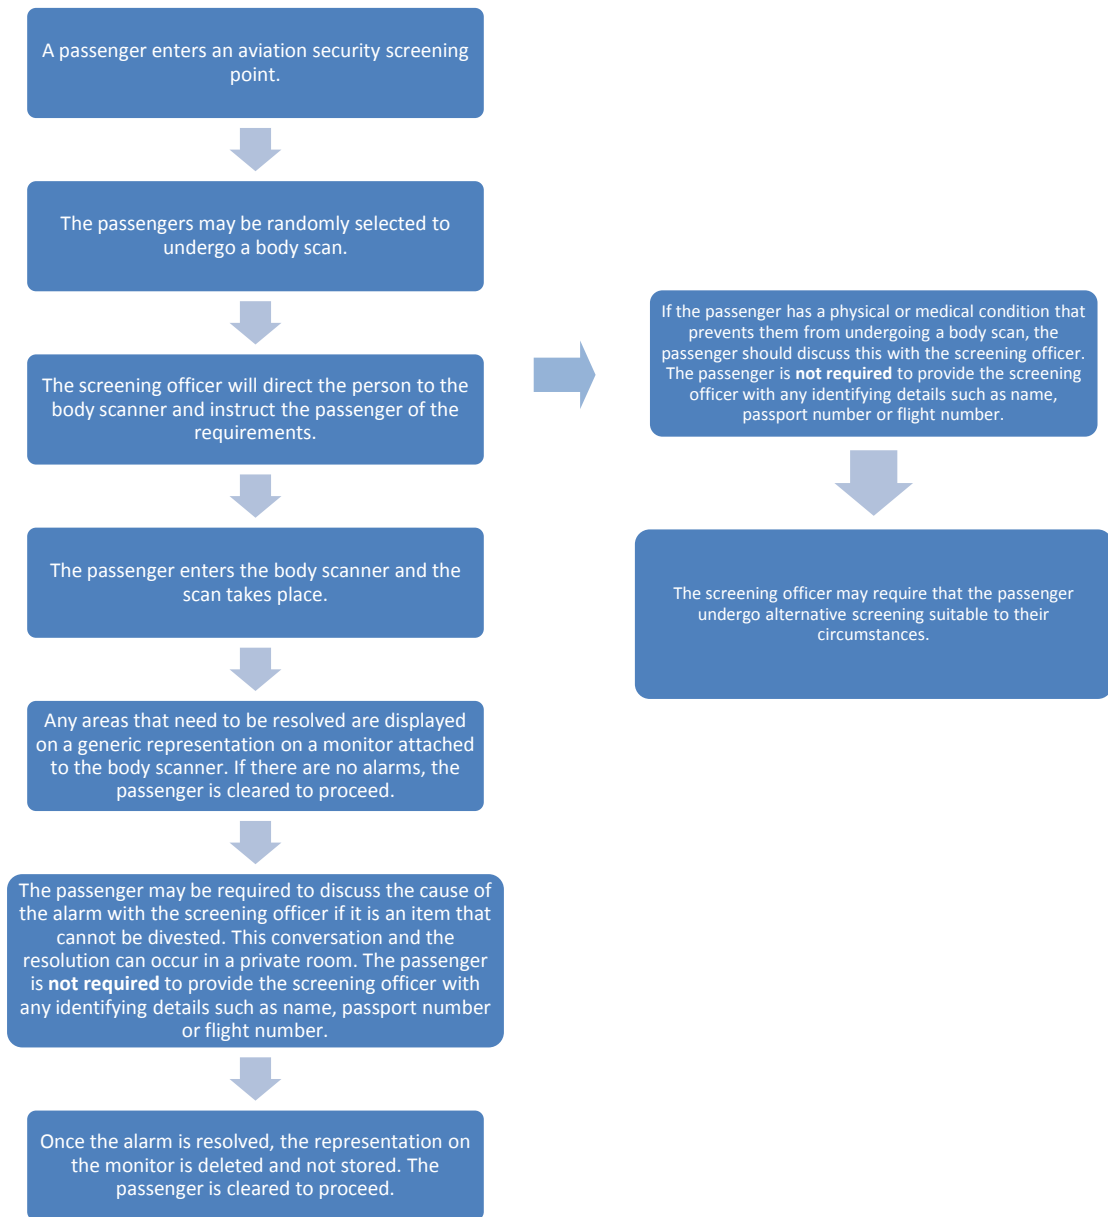 A passenger enters an aviation security screening
point.
The passengers may be randomly selected to
undergo a body scan.
The screening officer will direct the person to the
body scanner and instruct the passenger of the
requirements.
If the passenger has a physical or medical condition that
prevents them from undergoing a body scan, the
passenger should discuss this with the screening officer.
The passenger is not required to provide the screening
officer with any identifying details such as name,
passport number or flight number.
The screening officer may require that the passenger
undergo alternative screening suitable to their
circumstances.
The passenger enters the body scanner and the
scan takes place.
Any areas that need to be resolved are displayed
on a generic representation on a monitor attached
to the body scanner. If there are no alarms, the
passenger is cleared to proceed.
The passenger may be required to discuss the cause of
the alarm with the screening officer if it is an item that
cannot be divested. This conversation and the
resolution can occur in a private room. The passenger
is not required to provide the screening officer with
any identifying details such as name, passport number
or flight number.
Once the alarm is resolved, the representation on
the monitor is deleted and not stored. The
passenger is cleared to proceed.